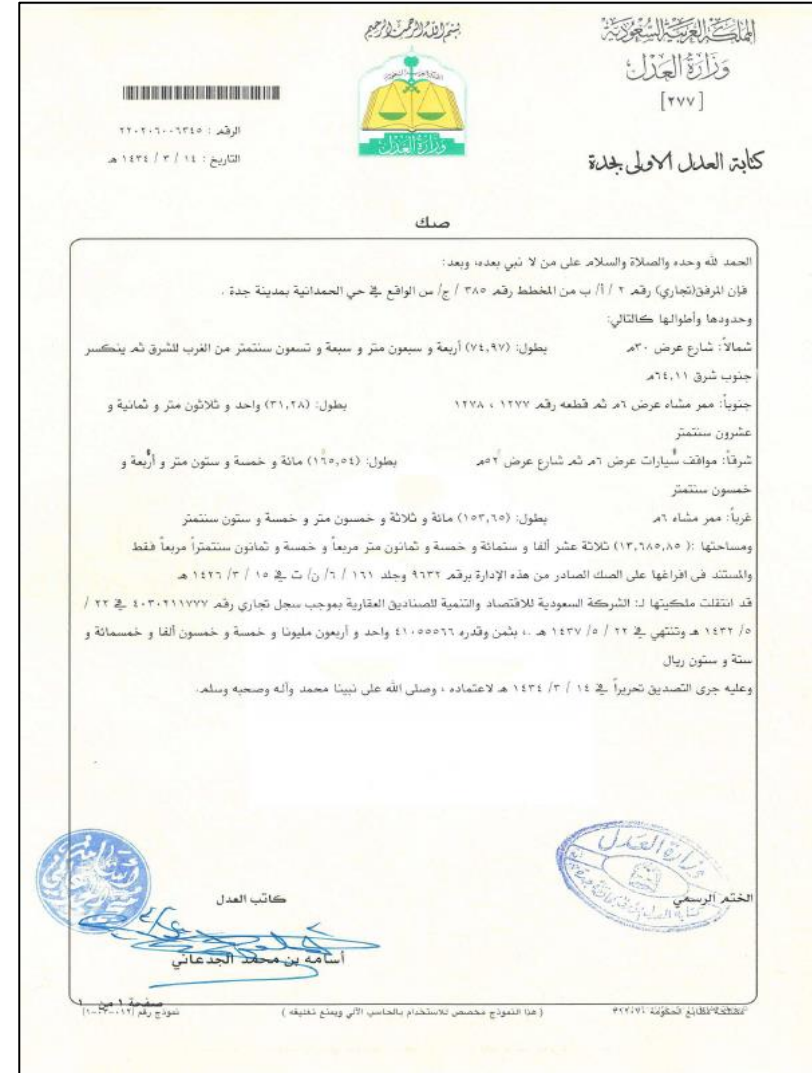 بسم الله الرحمن الرحيم
المملكة العربية السعودية
وزارة العدل
[٢٧٧]
كتابة العدل الاولى بجدة
وزارة العدل
الرقم : ٢٢٠٢٠٦٠٠٦٣٤٥
التاريخ : ١٤ / ٣ / ١٤٣٤ هـ
صك
الحمد لله وحده والصلاة والسلام على من لا نبي بعده، وبعد:
فإن المرفق(تجاري) رقم ٢ / أ/ ب من المخطط رقم ٣٨٥ / ج/ س الواقع في حي الحمدانية بمدينة جدة .
وحدودها وأطوالها كالتالي:
شمالاً: شارع عرض ٣٠م بطول: (٧٤,٩٧) أربعة و سبعون متر و سبعة و تسعون سنتمتر من الغرب للشرق ثم ينكسر
جنوب شرق ٦٤,١١م
جنوباً: ممر مشاه عرض ٦م ثم قطعه رقم ١٢٧٧ ، ١٢٧٨ بطول: (٣١,٢٨) واحد و ثلاثون متر و ثمانية و
عشرون سنتمتر
شرقاً: مواقف سيارات عرض ٦م ثم شارع عرض ٥٢م بطول: (١٦٥,٥٤) مائة و خمسة و ستون متر و أربعة و
خمسون سنتمتر
غرباً: ممر مشاه ٦م بطول: (١٥٣,٦٥) مائة و ثلاثة و خمسون متر و خمسة و ستون سنتمتر
ومساحتها :( ١٣,٦٨٥,٨٥) ثلاثة عشر ألفا و ستمائة و خمسة و ثمانون متر مربعاً و خمسة و ثمانون سنتمتراً مربعاً فقط
والمستند في افراغها على الصك الصادر من هذه الإدارة برقم ٩٦٣٢ وجلد ١٦١ / ٦/ ن/ ت في ١٥ / ٣/ ١٤٢٦ هـ
قد انتقلت ملكيتها لـ: الشركة السعودية للاقتصاد والتنمية للصناديق العقارية بموجب سجل تجاري رقم ٤٠٣٠٢١١٧٧٧ في ٢٢ /
٥/ ١٤٣٢ هـ وتنتهي في ٢٢ / ٥/ ١٤٣٧ هـ ،، بثمن وقدره ٤١٠٥٥٥٦٦ واحد و أربعون مليونا و خمسة و خمسون ألفا و خمسمائة و
ستة و ستون ريال
وعليه جرى التصديق تحريراً في ١٤ / ٣/ ١٤٣٤ هـ لاعتماده ، وصلى الله على نبينا محمد وآله وصحبه وسلم.
وزارة العدل
الختم الرسمي
كاتب العدل
أسامه بن محمد الجدعاني
صفحة ١ من ١
نموذج رقم (١٢-٠٣-٠١)
( هذا النموذج مخصص للاستخدام بالحاسب الآلي ويمنع تغليفه )